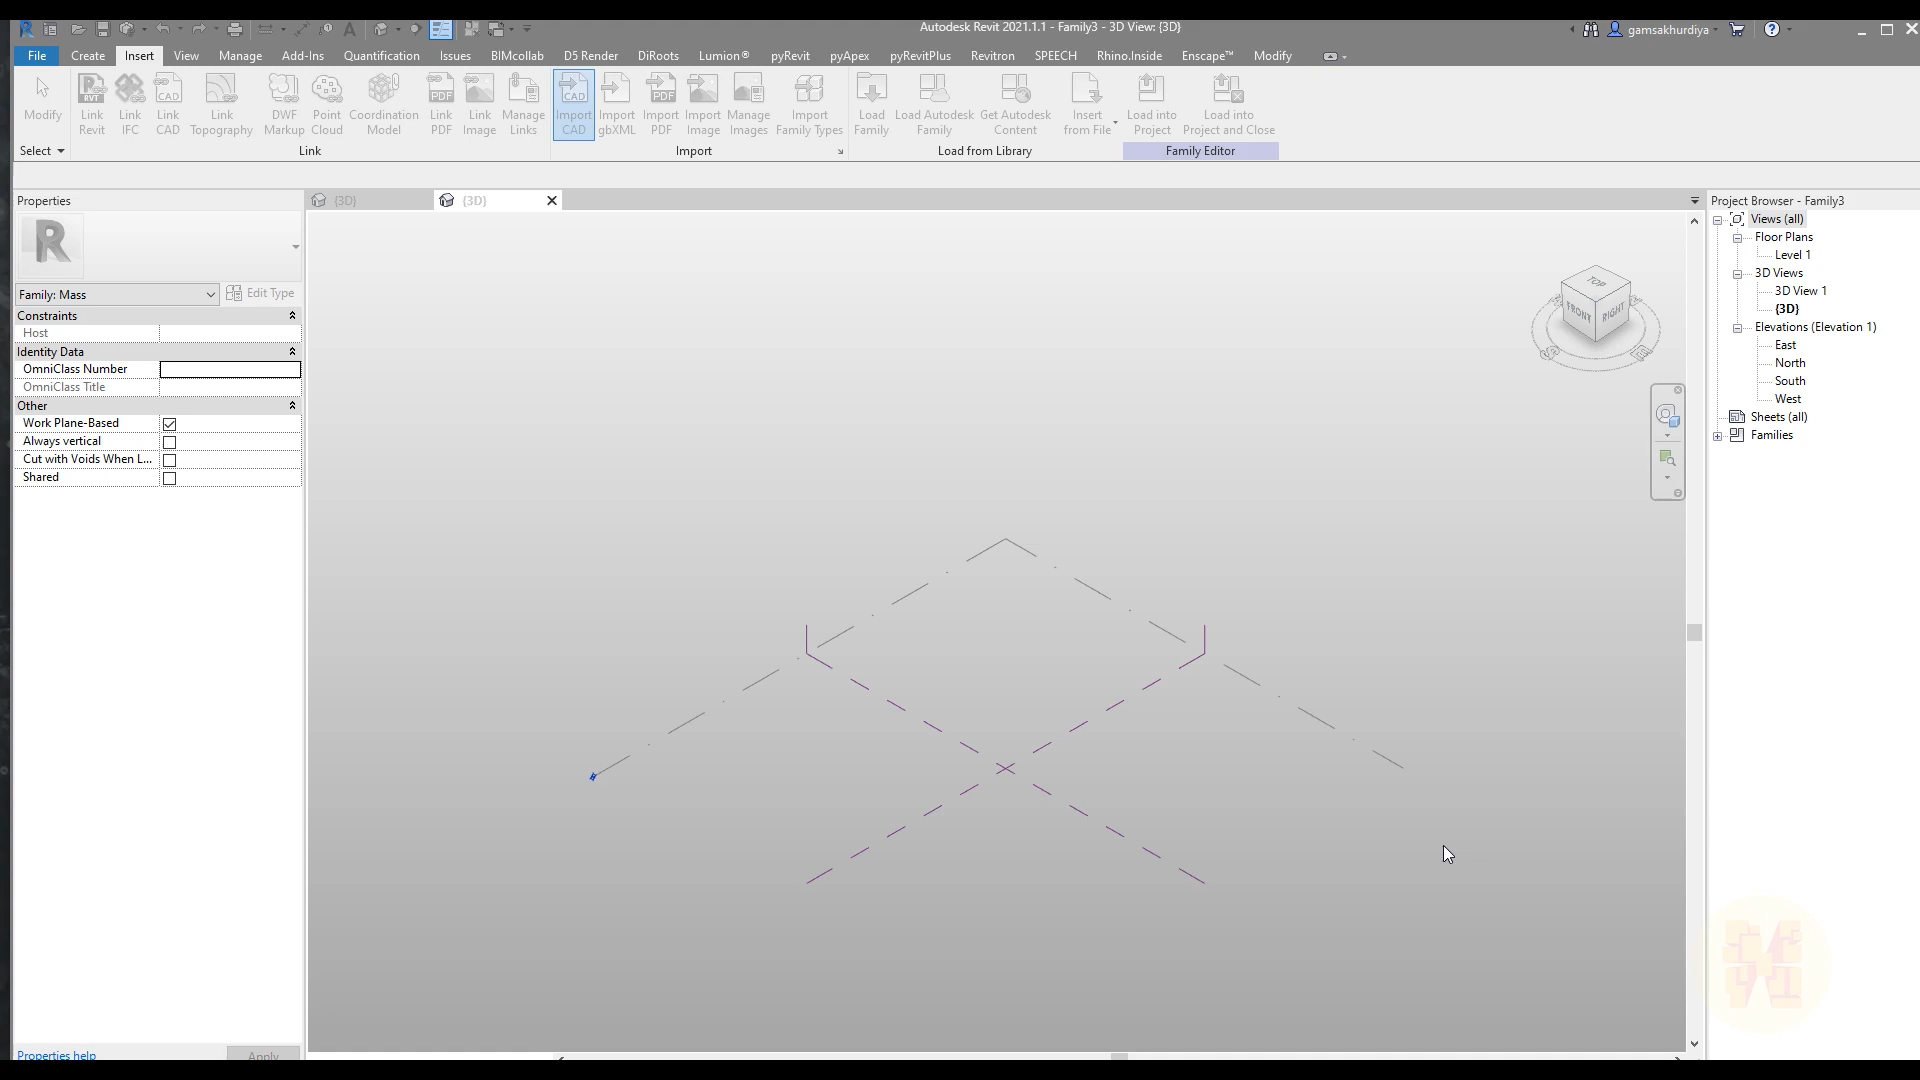 Autodesk Revit 2021.1.1 - Family3 - 3D View: {3D}
gamsakhurdiya
File Create Insert View Manage Add-Ins Quantification Issues BIMcollab D5 Render DiRoots Lumion® pyRevit pyApex pyRevitPlus Revitron SPEECH Rhino.Inside Enscape™ Modify
Modify
Link Revit
Link IFC
Link CAD
Link Topography
DWF Markup
Point Cloud
Coordination Model
Link PDF
Link Image
Manage Links
Import CAD
Import gbXML
Import PDF
Import Image
Manage Images
Import Family Types
Load Family
Load Autodesk Family
Get Autodesk Content
Insert from File
Load into Project
Load into Project and Close
Select
Link
Import
Load from Library
Family Editor
Properties
{3D}
{3D}
Project Browser - Family3
R
Family: Mass
Edit Type
Constraints
Host
Identity Data
OmniClass Number
OmniClass Title
Other
Work Plane-Based
Always vertical
Cut with Voids When L...
Shared
Properties help
Apply
TOP
FRONT
RIGHT
Views (all)
Floor Plans
Level 1
3D Views
3D View 1
{3D}
Elevations (Elevation 1)
East
North
South
West
Sheets (all)
Families